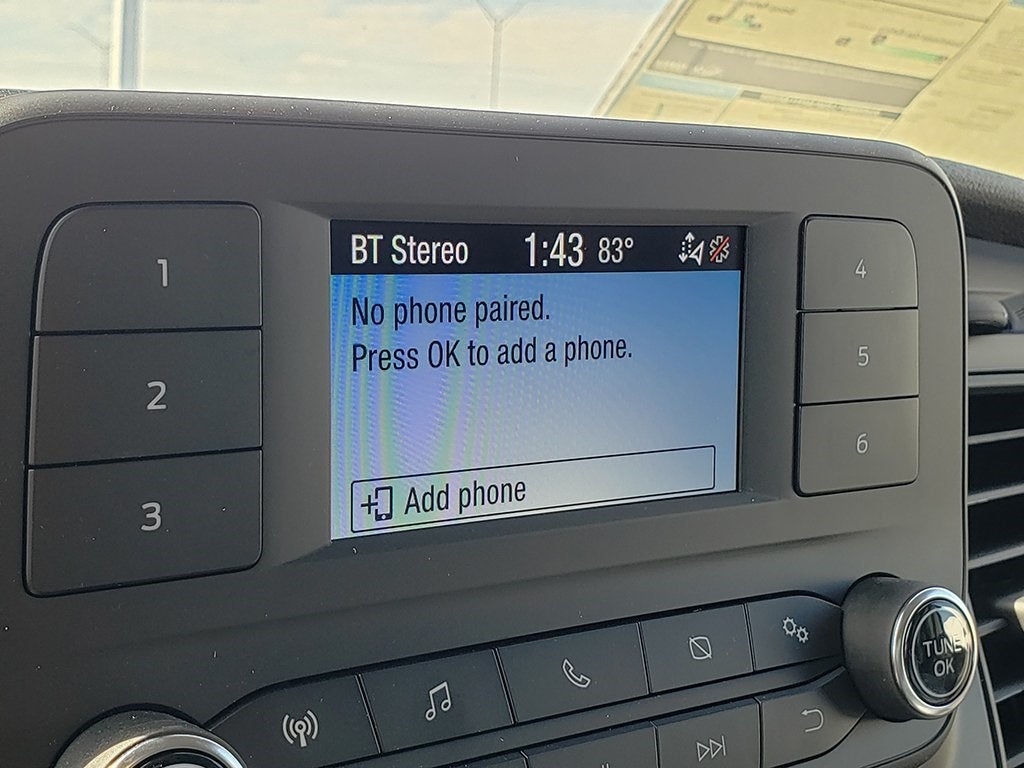 1
2
3
BT Stereo 1:43 83°
No phone paired.
Press OK to add a phone.
Add phone
4
5
6
TUNE
OK